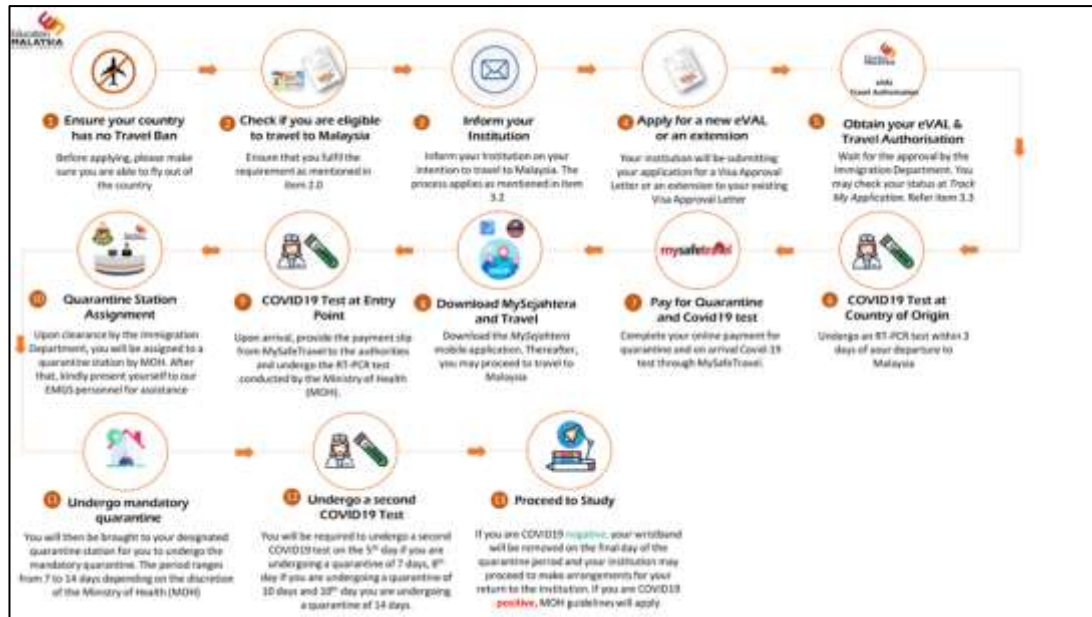 Education
MALAYSIA
Education
MALAYSIA
eVAL
Travel Authorisation
1 Ensure your country
has no Travel Ban
Before applying, please make
sure you are able to fly out of
the country
Check if you are eligible
to travel to Malaysia
Ensure that you fulfil the
requirement as mentioned in
Item 2.0
Inform your
Institution
Inform your Institution on your
intention to travel to Malaysia. The
process applies as mentioned in Item
3.2
4 Apply for a new eVAL
or an extension
Your institution will be submitting
your application for a Visa Approval
Letter or an extension to your existing
Visa Approval Letter
5 Obtain your eVAL &
Travel Authorisation
Wait for the approval by the
Immigration Department. You
may check your status at Track
My Application. Refer item 3.3
6 COVID19 Test at
Country of Origin
Undergo an RT-PCR test within 3
days of your departure to
Malaysia
mysafetravel
7 Pay for Quarantine
and Covid19 test
Complete your online payment for
quarantine and on arrival Covid-19
test through MySafeTravel.
8 Download MySejahtera
and Travel
Download the MySejahtera
mobile application. Thereafter,
you may proceed to travel to
Malaysia
9 COVID19 Test at Entry
Point
Upon arrival, provide the payment slip
from MySafeTravel to the authorities
and undergo the RT-PCR test
conducted by the Ministry of Health
(MOH).
10 Quarantine Station
Assignment
Upon clearance by the Immigration
Department, you will be assigned to a
quarantine station by MOH. After
that, kindly present yourself to our
EMGS personnel for assistance
11 Undergo mandatory
quarantine
You will then be brought to your designated
quarantine station for you to undergo the
mandatory quarantine. The period ranges
from 7 to 14 days depending on the discretion
of the Ministry of Health (MOH)
12 Undergo a second
COVID19 Test
You will be required to undergo a second
COVID19 test on the 5th day if you are
undergoing a quarantine of 7 days, 8th
day if you are undergoing a quarantine of
10 days and 10th day you are undergoing
a quarantine of 14 days
13 Proceed to Study
If you are COVID19 negative, your wristband
will be removed on the final day of the
quarantine period and your institution may
proceed to make arrangements for your
return to the institution. If you are COVID19
positive, MOH guidelines will apply.